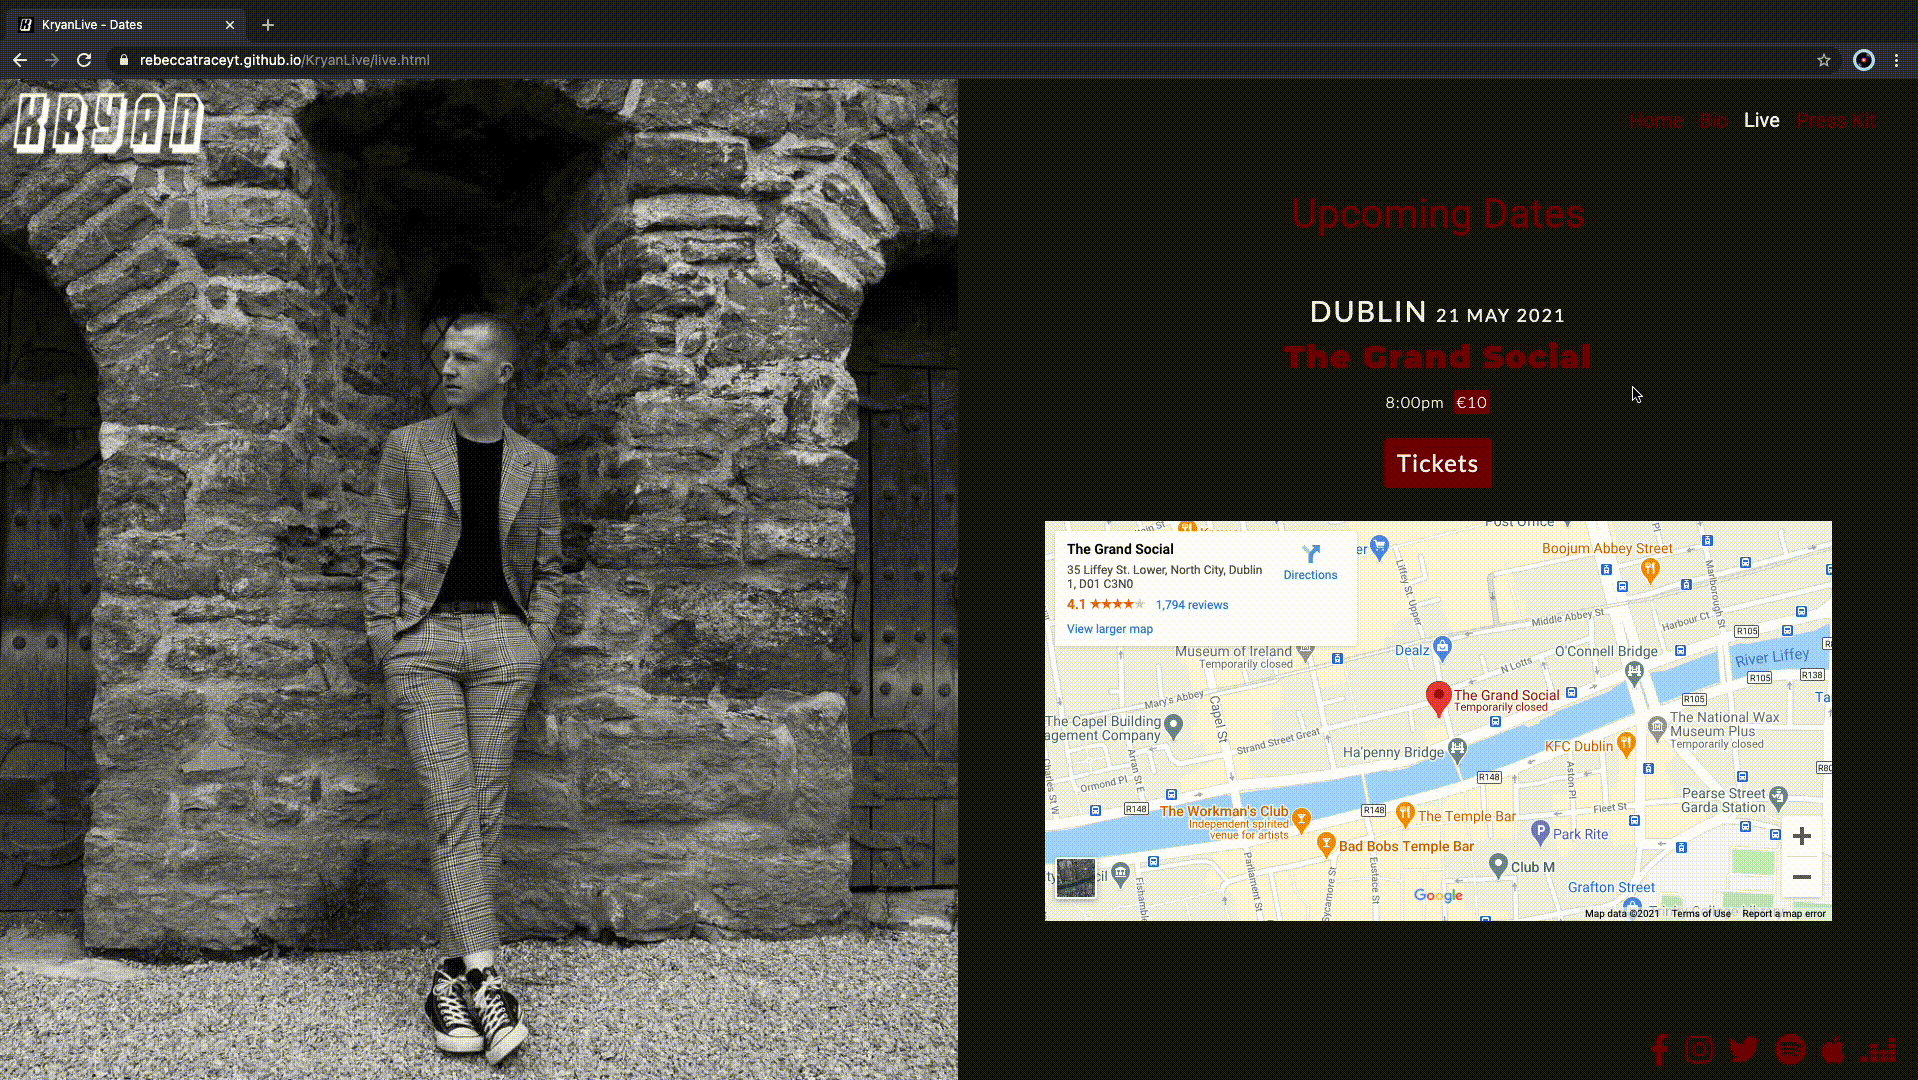 KryanLive - Dates
rebeccatraceyt.github.io/KryanLive/live.html
KRYAN
Home Bio Live Press Kit
Upcoming Dates
DUBLIN 21 MAY 2021
The Grand Social
8:00pm €10
Tickets
Post Office
The Grand Social
35 Liffey St. Lower, North City, Dublin
1, D01 C3N0
4.1 1,794 reviews
View larger map
Directions
Boojum Abbey Street
Liffey St. Upper
Marlborough St
Middle Abbey St
Harbour Ct
R105
Museum of Ireland
Temporarily closed
Dealz
N Lotts
O'Connell Bridge
River Liffey
R105
R138
Mary's Abbey
Capel St
The Grand Social
Temporarily closed
R105
The Capel Building
agement Company
Strand Street Great
Ha'penny Bridge
KFC Dublin
The National Wax
Museum Plus
Temporarily closed
Arran St E
Ormond Pl
Charles St W
R148
Aston Pl
R148
The Workman's Club
Independent spirited
venue for artists
R148
The Temple Bar
Fleet St
Pearse Street
Garda Station
Park Rite
Bad Bobs Temple Bar
Parliament St
Eustace St
Sycamore St
Club M
Grafton Street
Google
Map data ©2021 Terms of Use Report a map error